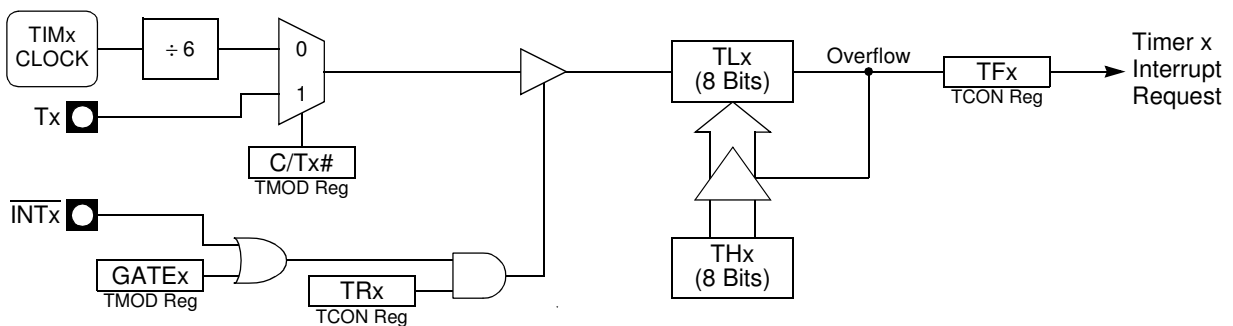 TIMx
CLOCK
÷ 6
0
1
Tx
C/Tx#
TMOD Reg
INTx
GATEx
TMOD Reg
TRx
TCON Reg
TLx
(8 Bits)
Overflow
TFx
TCON Reg
Timer x
Interrupt
Request
THx
(8 Bits)